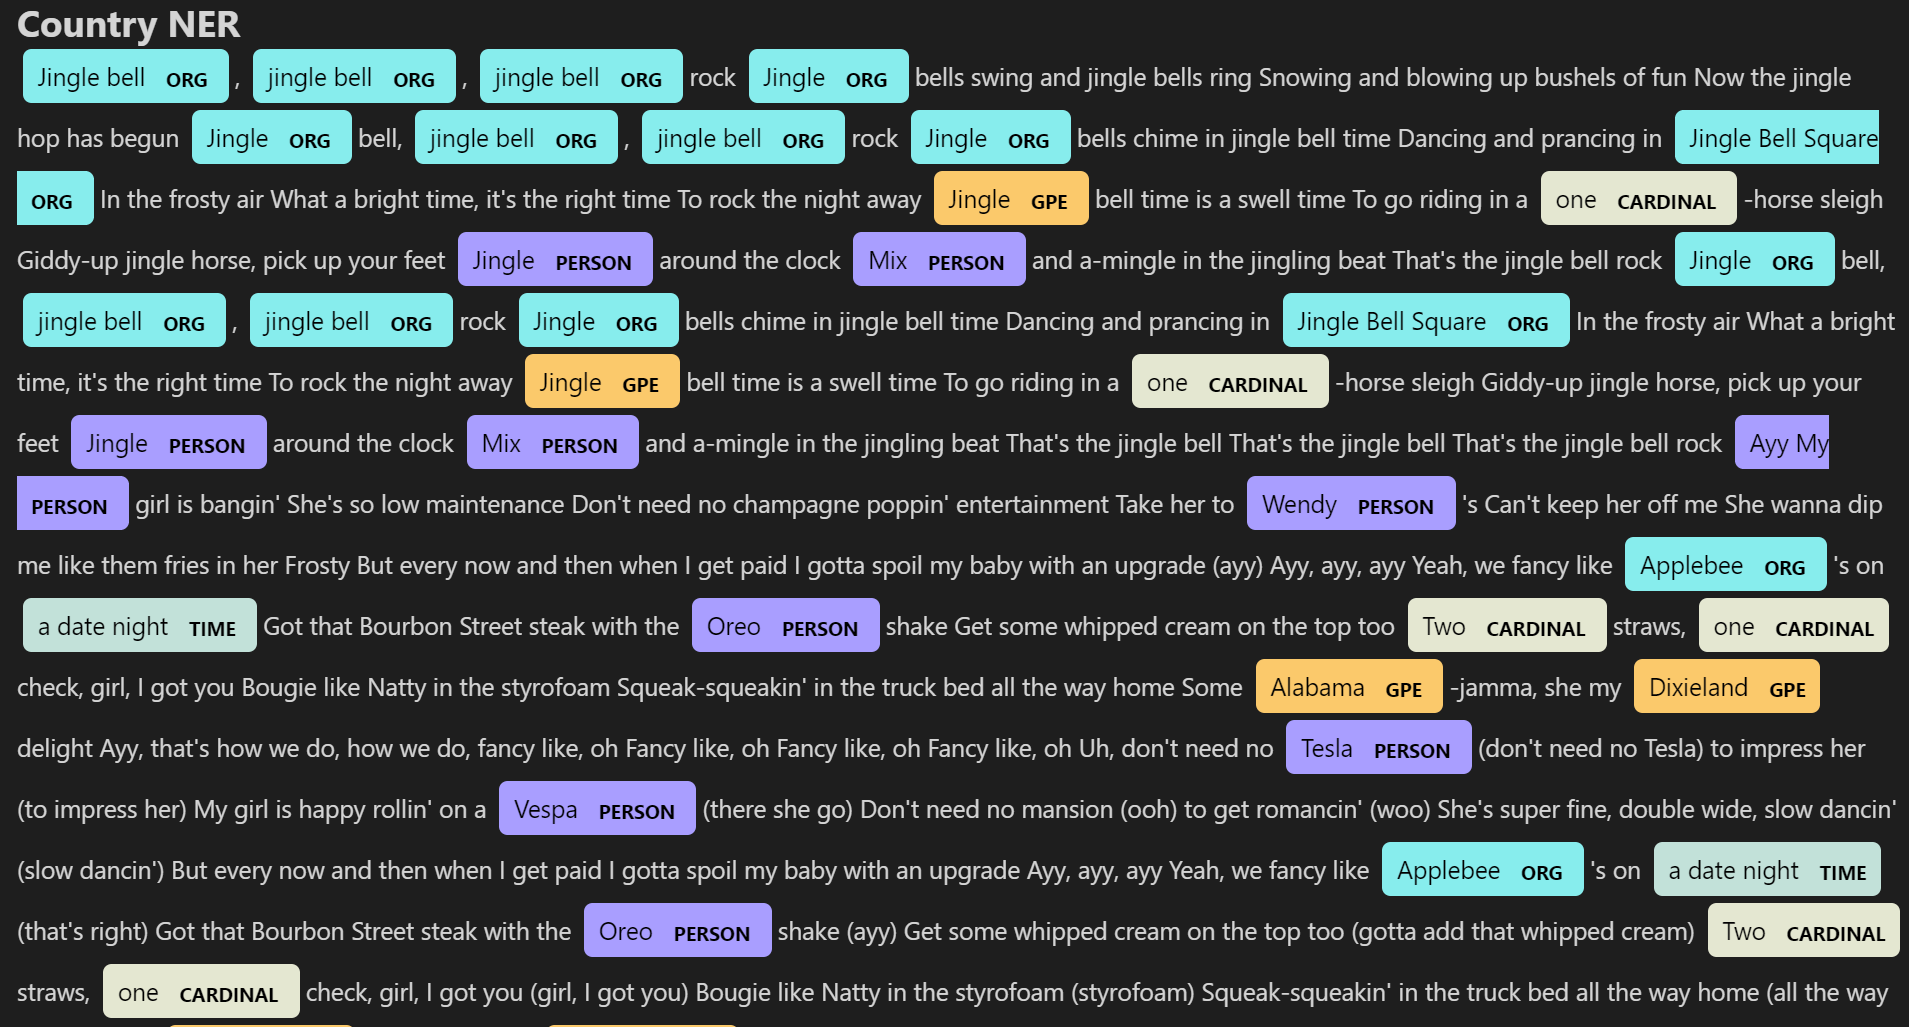 Country NER
Jingle bell ORG , jingle bell ORG , jingle bell ORG rock Jingle ORG bells swing and jingle bells ring Snowing and blowing up bushels of fun Now the jingle
hop has begun Jingle ORG bell, jingle bell ORG , jingle bell ORG rock Jingle ORG bells chime in jingle bell time Dancing and prancing in Jingle Bell Square
ORG In the frosty air What a bright time, it's the right time To rock the night away Jingle GPE bell time is a swell time To go riding in a one CARDINAL -horse sleigh
Giddy-up jingle horse, pick up your feet Jingle PERSON around the clock Mix PERSON and a-mingle in the jingling beat That's the jingle bell rock Jingle ORG bell,
jingle bell ORG , jingle bell ORG rock Jingle ORG bells chime in jingle bell time Dancing and prancing in Jingle Bell Square ORG In the frosty air What a bright
time, it's the right time To rock the night away Jingle GPE bell time is a swell time To go riding in a one CARDINAL -horse sleigh Giddy-up jingle horse, pick up your
feet Jingle PERSON around the clock Mix PERSON and a-mingle in the jingling beat That's the jingle bell That's the jingle bell That's the jingle bell rock Ayy My
PERSON girl is bangin' She's so low maintenance Don't need no champagne poppin' entertainment Take her to Wendy PERSON 's Can't keep her off me She wanna dip
me like them fries in her Frosty But every now and then when I get paid I gotta spoil my baby with an upgrade (ayy) Ayy, ayy, ayy Yeah, we fancy like Applebee ORG 's on
a date night TIME Got that Bourbon Street steak with the Oreo PERSON shake Get some whipped cream on the top too Two CARDINAL straws, one CARDINAL
check, girl, I got you Bougie like Natty in the styrofoam Squeak-squeakin' in the truck bed all the way home Some Alabama GPE -jamma, she my Dixieland GPE
delight Ayy, that's how we do, how we do, fancy like, oh Fancy like, oh Fancy like, oh Fancy like, oh Uh, don't need no Tesla PERSON (don't need no Tesla) to impress her
(to impress her) My girl is happy rollin' on a Vespa PERSON (there she go) Don't need no mansion (ooh) to get romancin' (woo) She's super fine, double wide, slow dancin'
(slow dancin') But every now and then when I get paid I gotta spoil my baby with an upgrade Ayy, ayy, ayy Yeah, we fancy like Applebee ORG 's on a date night TIME
(that's right) Got that Bourbon Street steak with the Oreo PERSON shake (ayy) Get some whipped cream on the top too (gotta add that whipped cream) Two CARDINAL
straws, one CARDINAL check, girl, I got you (girl, I got you) Bougie like Natty in the styrofoam (styrofoam) Squeak-squeakin' in the truck bed all the way home (all the way